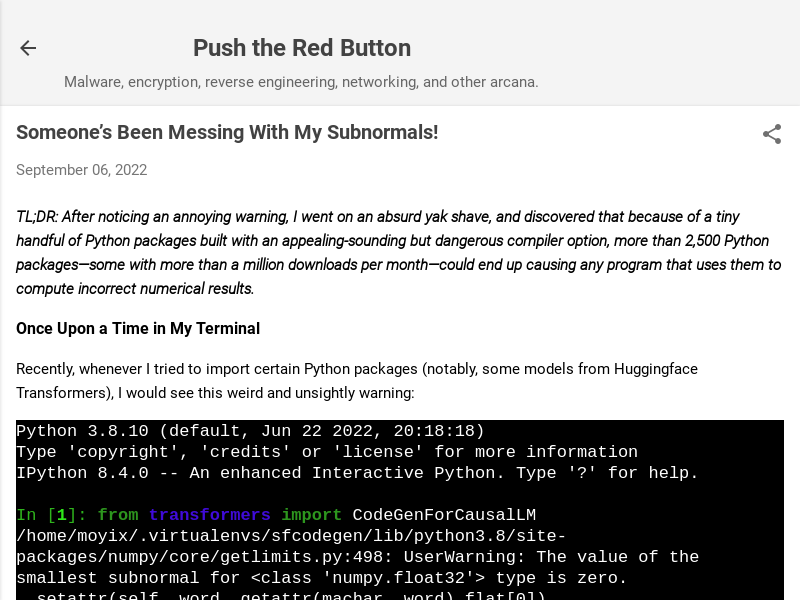 Push the Red Button
Malware, encryption, reverse engineering, networking, and other arcana.
Someone’s Been Messing With My Subnormals!
September 06, 2022
TL;DR: After noticing an annoying warning, I went on an absurd yak shave, and discovered that because of a tiny
handful of Python packages built with an appealing-sounding but dangerous compiler option, more than 2,500 Python
packages—some with more than a million downloads per month—could end up causing any program that uses them to
compute incorrect numerical results.
Once Upon a Time in My Terminal
Recently, whenever I tried to import certain Python packages (notably, some models from Huggingface
Transformers), I would see this weird and unsightly warning:
Python 3.8.10 (default, Jun 22 2022, 20:18:18)
Type 'copyright', 'credits' or 'license' for more information
IPython 8.4.0 -- An enhanced Interactive Python. Type '?' for help.
In [1]: from transformers import CodeGenForCausalLM
/home/moyix/.virtualenvs/sfcodegen/lib/python3.8/site-
packages/numpy/core/getlimits.py:498: UserWarning: The value of the
smallest subnormal for <class 'numpy.float32'> type is zero.
setattr(self, word, getattr(machar, word).flat[0])